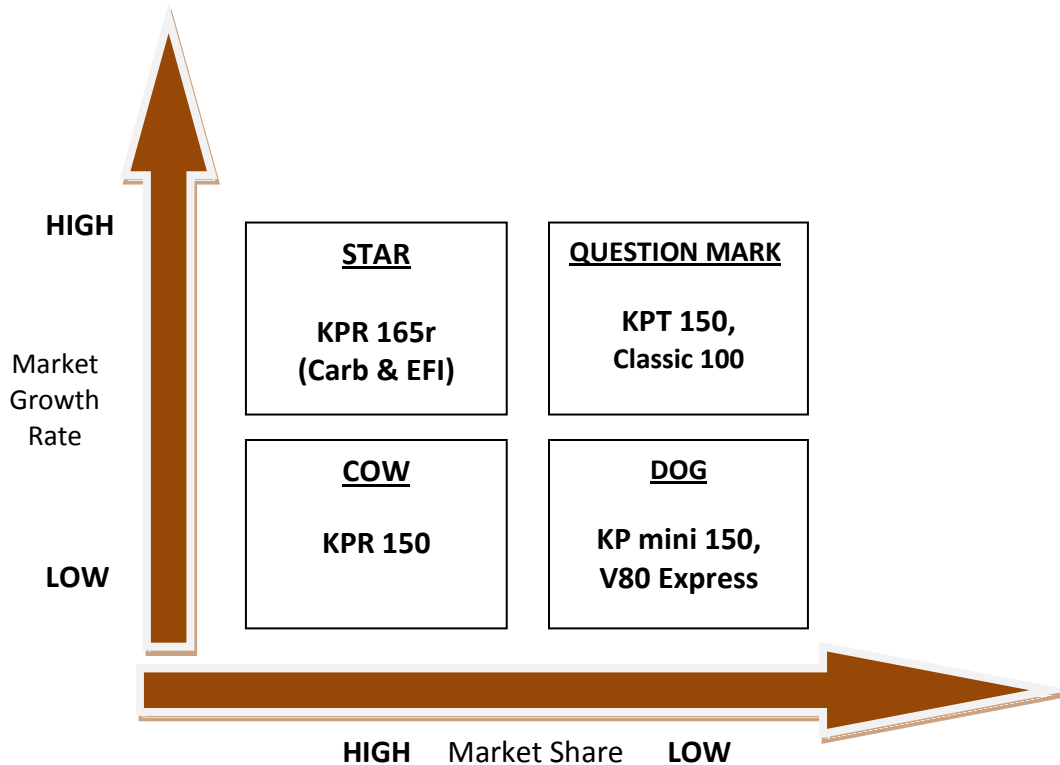 HIGH
STAR
KPR 165r
(Carb & EFI)
QUESTION MARK
KPT 150,
Classic 100
Market
Growth
Rate
COW
KPR 150
DOG
KP mini 150,
V80 Express
LOW
HIGH Market Share LOW